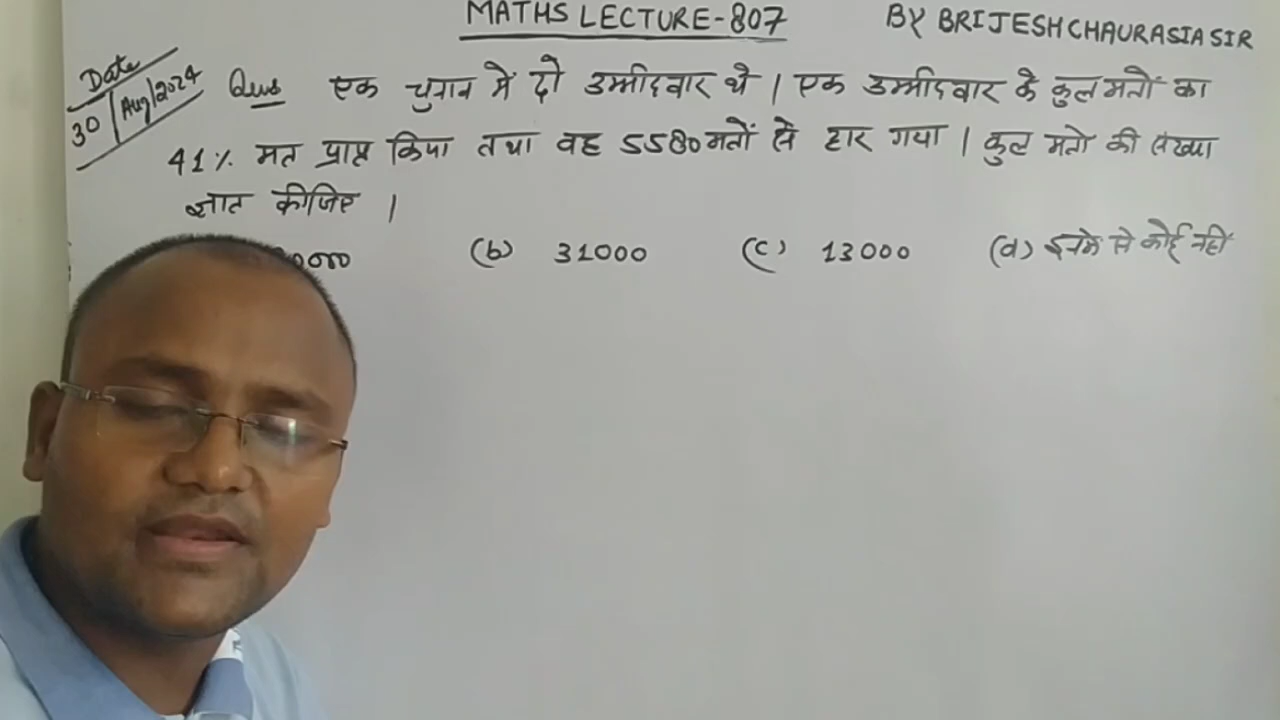 MATHS LECTURE-807
BY BRIJESH CHAURASIA SIR
Date
30/Aug/2024
Ques एक चुनाव में दो उम्मीदवार थे । एक उम्मीदवार के कुल मतों का
41% मत प्राप्त किया तथा वह 5580 मतों से हार गया । कुल मतो की संख्या
ज्ञात कीजिए ।
(b) 31000 (c) 13000 (d) इनमे से कोई नहीं